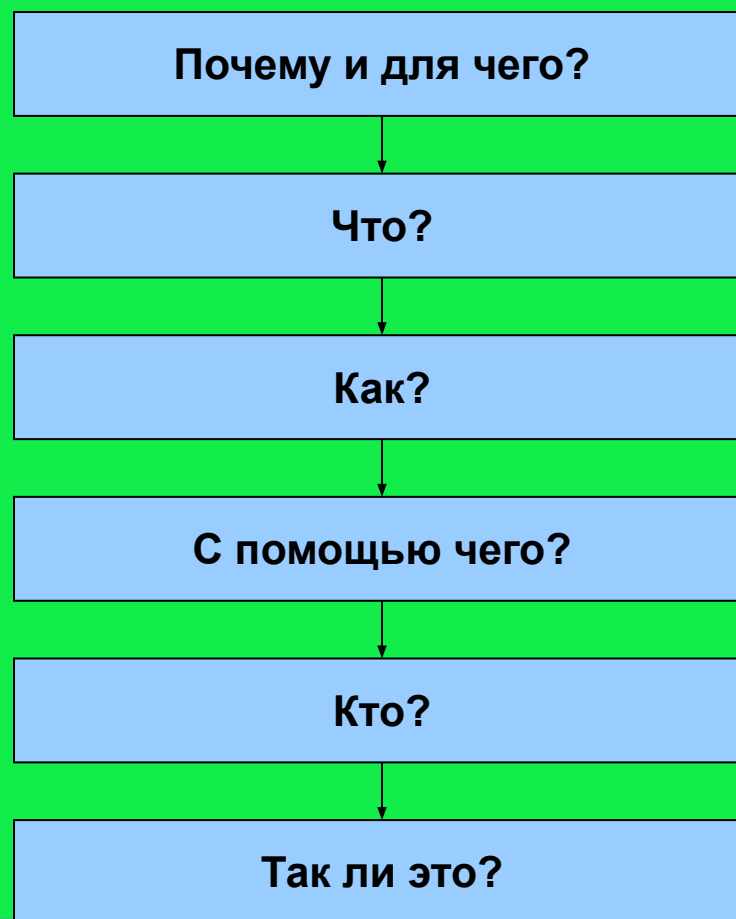 Почему и для чего?
Что?
Как?
С помощью чего?
Кто?
Так ли это?